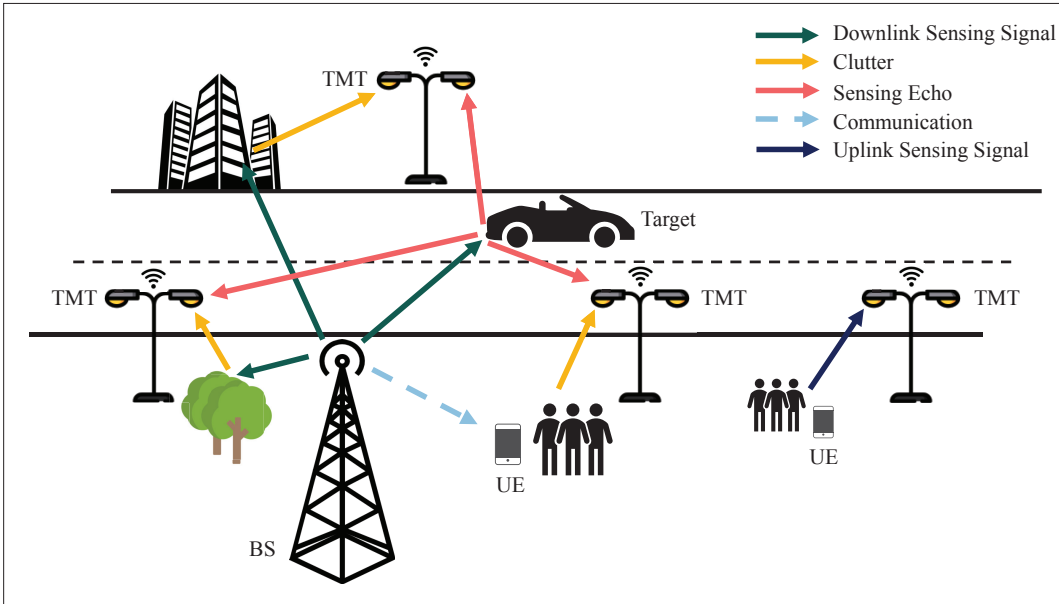 Downlink Sensing Signal
Clutter
Sensing Echo
Communication
Uplink Sensing Signal
TMT
Target
TMT
TMT
TMT
UE
UE
BS